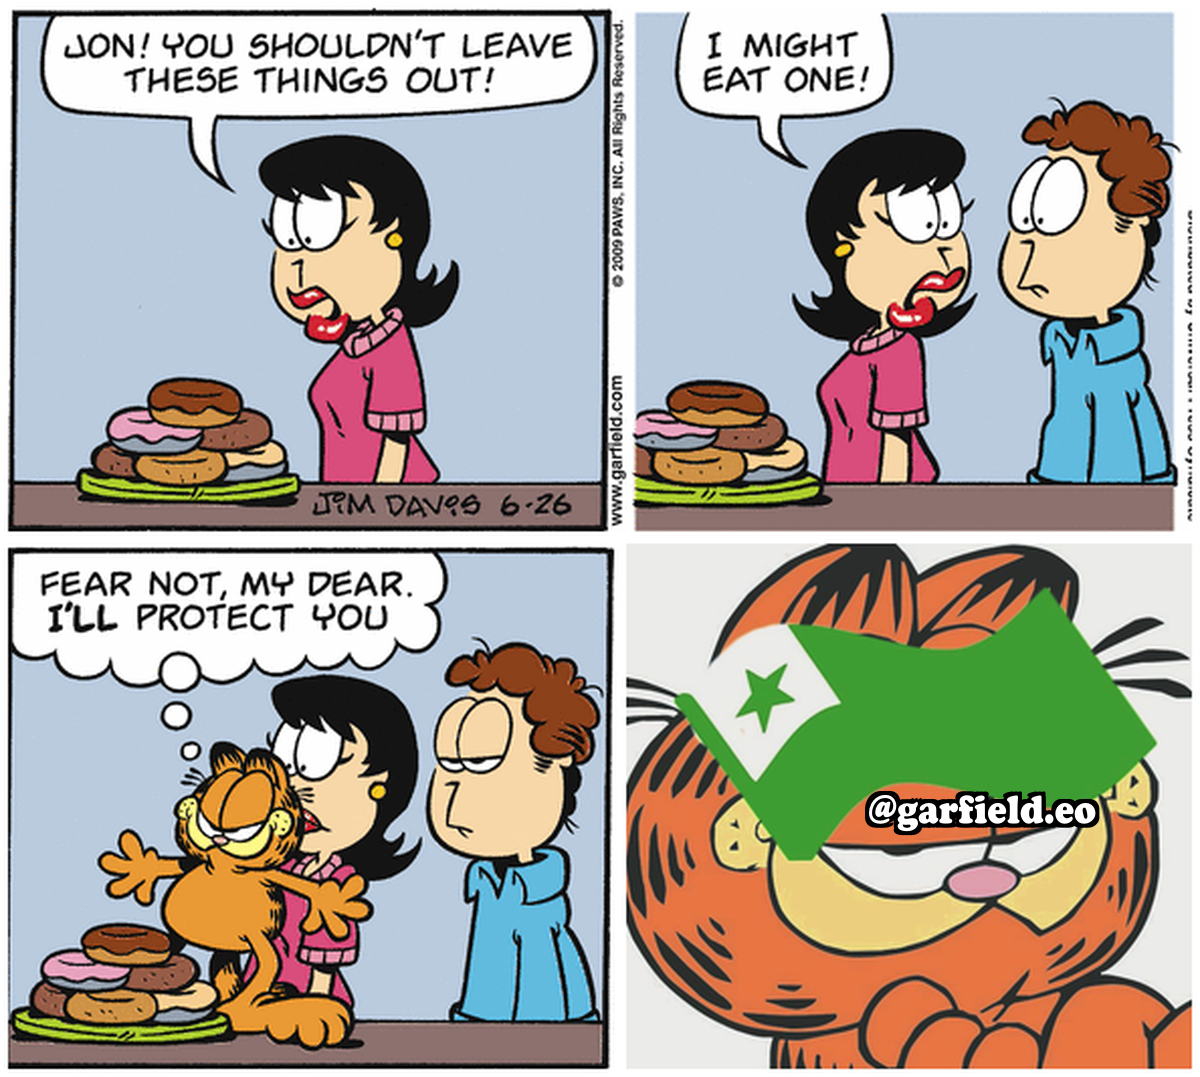 JON! YOU SHOULDN'T LEAVE
THESE THINGS OUT!
JIM DAVIS 6-26
www.garfield.com
© 2009 PAWS, INC. All Rights Reserved.
I MIGHT
EAT ONE!
FEAR NOT, MY DEAR.
I'LL PROTECT YOU
@garfield.eo